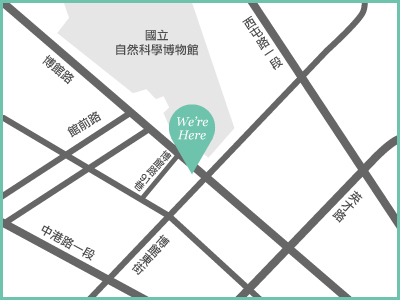 國立
自然科學博物館
西屯路一段
博館路
館前路
We're
Here
博館路91巷
英才路
中港路一段
博館東街